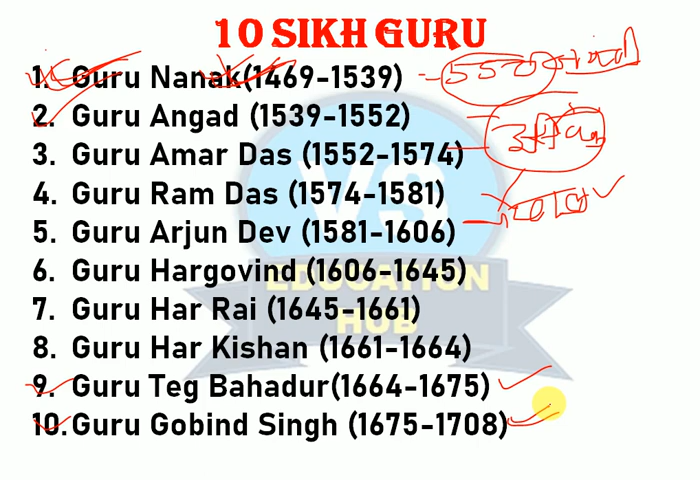 10 SIKH GURU
1. Guru Nanak(1469-1539)
2. Guru Angad (1539-1552)
3. Guru Amar Das (1552-1574)
4. Guru Ram Das (1574-1581)
5. Guru Arjun Dev (1581-1606)
6. Guru Hargovind (1606-1645)
7. Guru Har Rai (1645-1661)
8. Guru Har Kishan (1661-1664)
9. Guru Teg Bahadur(1664-1675)
10. Guru Gobind Singh (1675-1708)
V3
EDUCATION
HUB